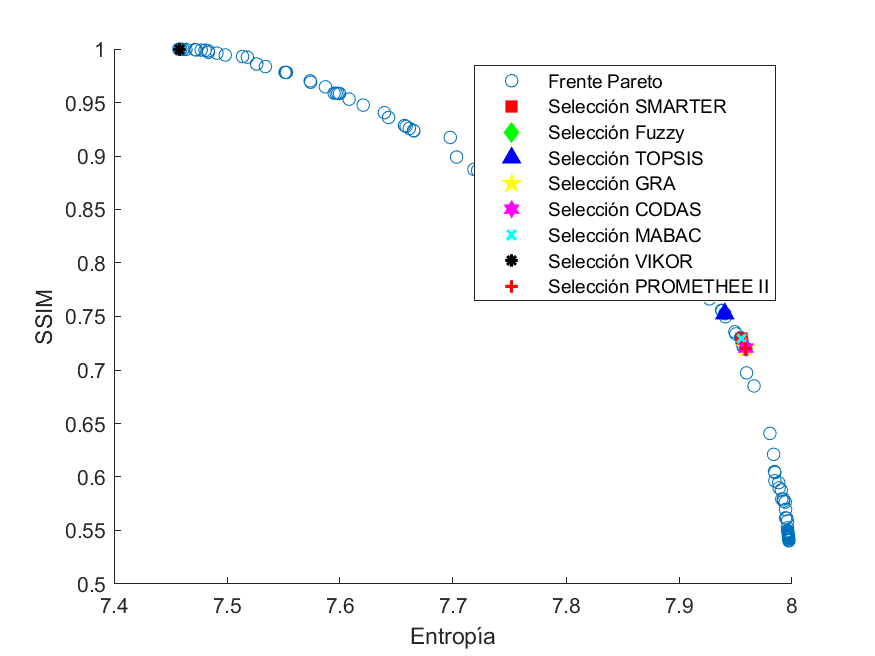 1
0.95
0.9
0.85
0.8
0.75
0.7
0.65
0.6
0.55
0.5
SSIM
7.4
7.5
7.6
7.7
7.8
7.9
8
Entropía
Frente Pareto
Selección SMARTER
Selección Fuzzy
Selección TOPSIS
Selección GRA
Selección CODAS
Selección MABAC
Selección VIKOR
Selección PROMETHEE II